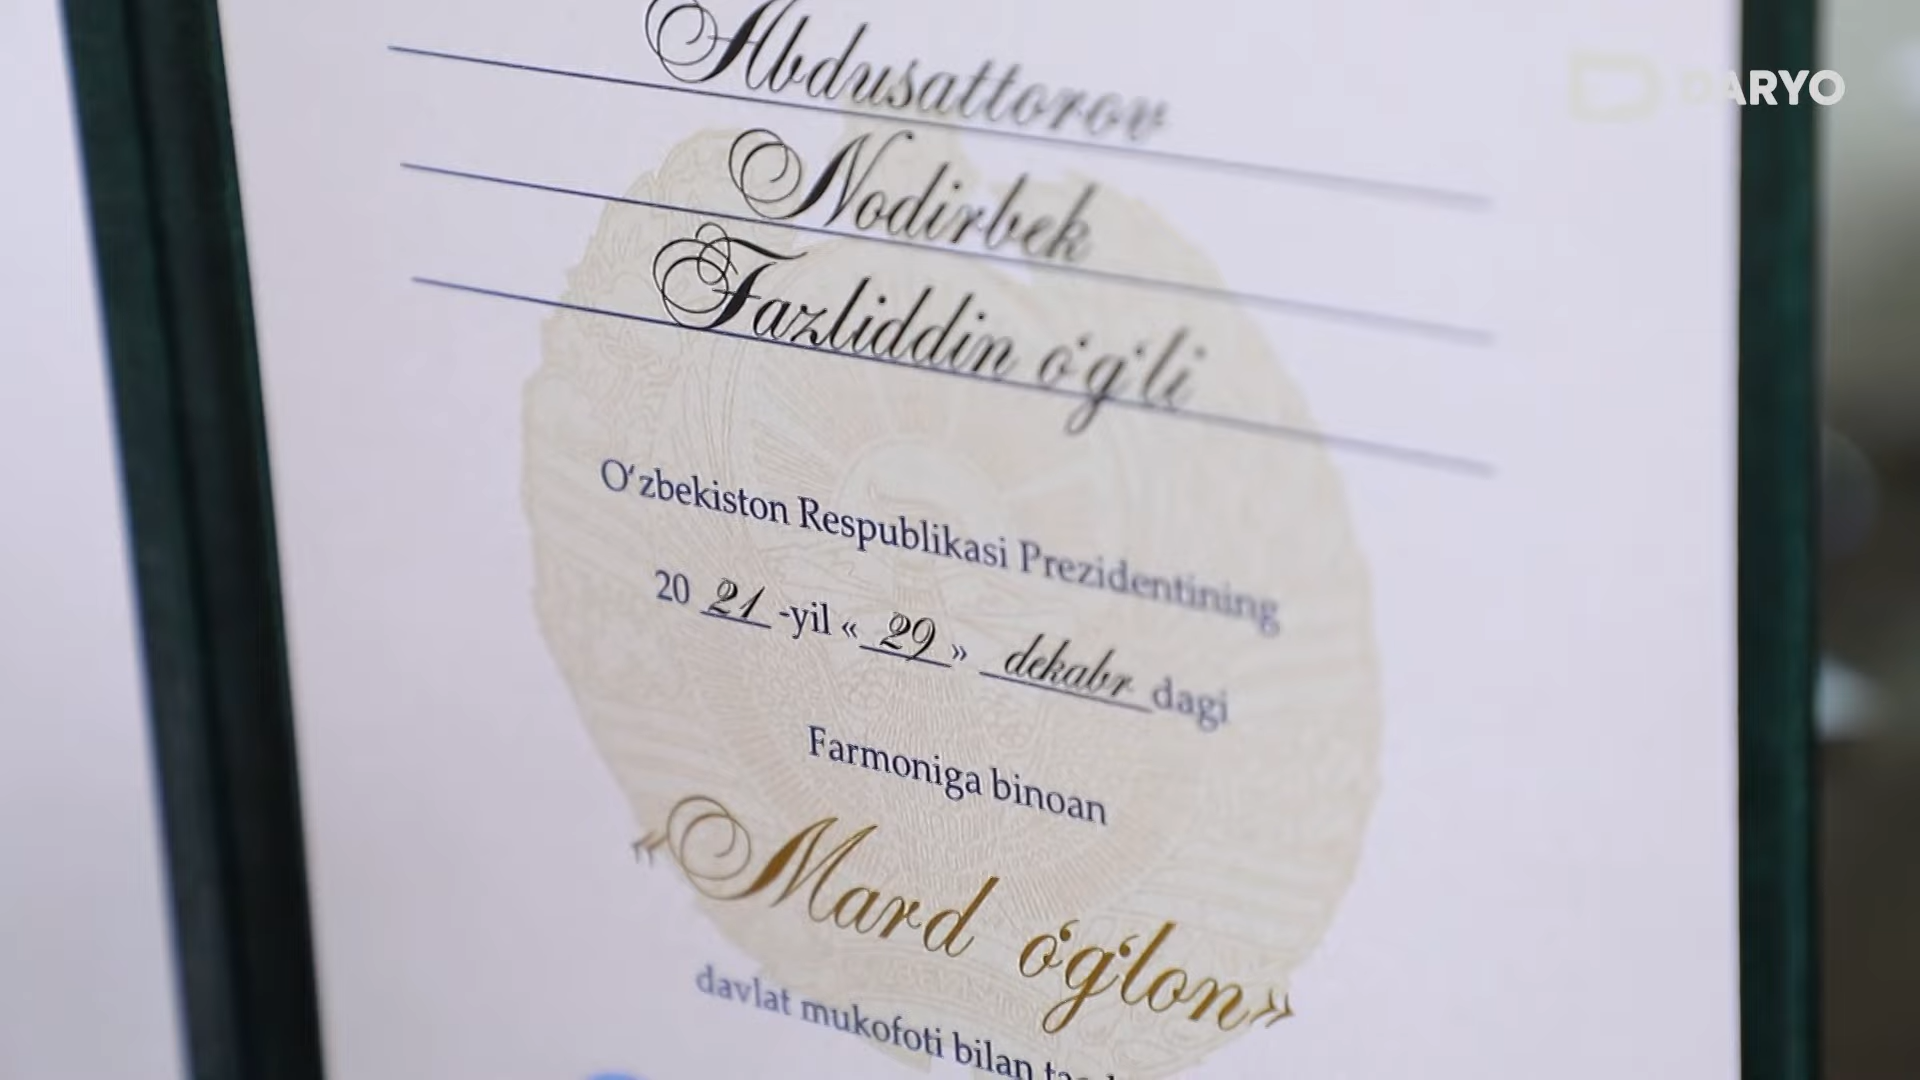 DARYO
Abdusattorov
Nodirbek
Fazliddin o‘g‘li
O‘zbekiston Respublikasi Prezidentining
20 21 -yil « 29 » dekabr dagi
Farmoniga binoan
«Mard o‘g‘lon»
davlat mukofoti bilan